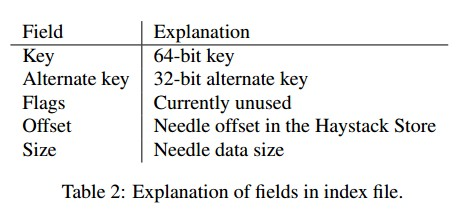 Field Explanation
Key 64-bit key
Alternate key 32-bit alternate key
Flags Currently unused
Offset Needle offset in the Haystack Store
Size Needle data size
Table 2: Explanation of fields in index file.